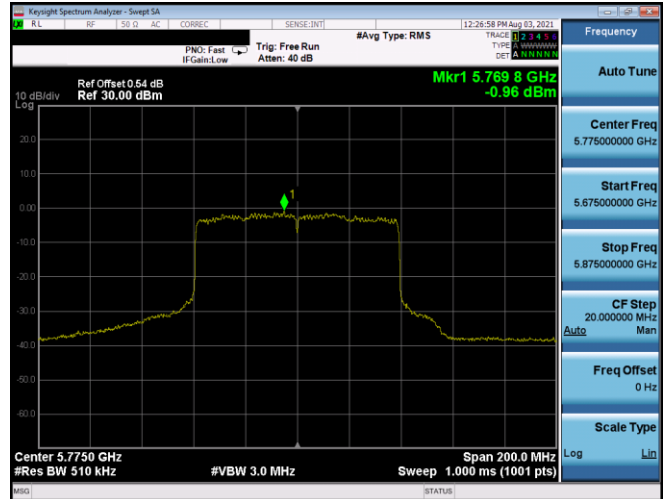 Keysight Spectrum Analyzer - Swept SA
LXI RL RF 50 Ω AC CORREC SENSE:INT 12:26:58 PM Aug 03, 2021
#Avg Type: RMS
TRACE 1 2 3 4 5 6
TYPE A WWWWW
DET A N N N N N
PNO: Fast
IFGain:Low
Trig: Free Run
Atten: 40 dB
Mkr1 5.769 8 GHz
-0.96 dBm
Ref Offset 0.54 dB
Ref 30.00 dBm
10 dB/div
Log
20.0
10.0
0.00
-10.0
-20.0
-30.0
-40.0
-50.0
-60.0
1
Center 5.7750 GHz
#Res BW 510 kHz
#VBW 3.0 MHz
Span 200.0 MHz
Sweep 1.000 ms (1001 pts)
MSG
STATUS
Frequency
Auto Tune
Center Freq
5.775000000 GHz
Start Freq
5.675000000 GHz
Stop Freq
5.875000000 GHz
CF Step
20.000000 MHz
Auto Man
Freq Offset
0 Hz
Scale Type
Log Lin